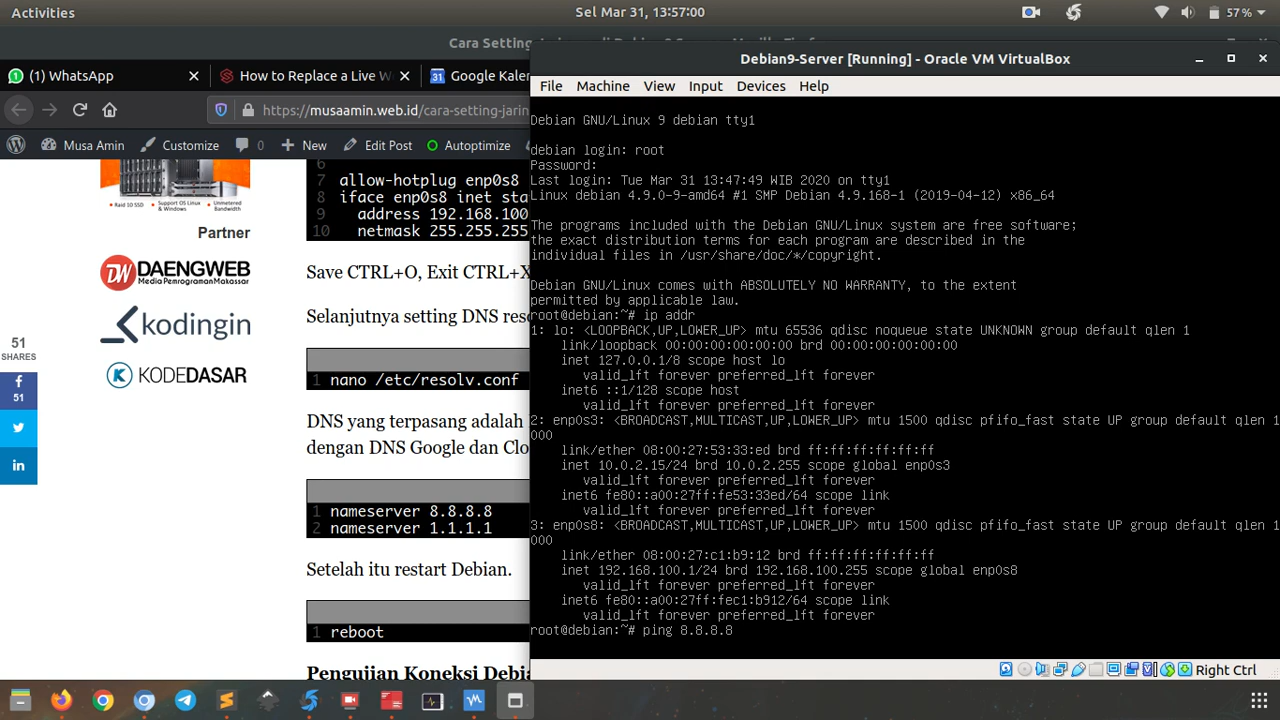 Activities
Sel Mar 31, 13:57:00
57%
Cara Setting
Debian9-Server [Running] - Oracle VM VirtualBox
(1) WhatsApp
How to Replace a Live W
31
Google Kalen
File Machine View Input Devices Help
https://musaamin.web.id/cara-setting-jarin
Musa Amin
Customize
0
New
Edit Post
Autoptimize
Raid 10 SSD
Support OS Linux & Windows
Unmetered Bandwidth
Partner
DW DAENGWEB
Media Pemrograman Makassar
kodingin
KODEDASAR
51
SHARES
51
6
7 allow-hotplug enp0s8
8 iface enp0s8 inet sta
9 address 192.168.100
10 netmask 255.255.255
Save CTRL+O, Exit CTRL+X
Selanjutnya setting DNS reso
1 nano /etc/resolv.conf
DNS yang terpasang adalah
dengan DNS Google dan Clo
1 nameserver 8.8.8.8
2 nameserver 1.1.1.1
Setelah itu restart Debian.
1 reboot
Pengujian Koneksi Debia
Debian GNU/Linux 9 debian tty1
debian login: root
Password:
Last login: Tue Mar 31 13:47:49 WIB 2020 on tty1
Linux debian 4.9.0-9-amd64 #1 SMP Debian 4.9.168-1 (2019-04-12) x86_64
The programs included with the Debian GNU/Linux system are free software;
the exact distribution terms for each program are described in the
individual files in /usr/share/doc/*/copyright.
Debian GNU/Linux comes with ABSOLUTELY NO WARRANTY, to the extent
permitted by applicable law.
root@debian:~# ip addr
1: lo: <LOOPBACK,UP,LOWER_UP> mtu 65536 qdisc noqueue state UNKNOWN group default qlen 1
link/loopback 00:00:00:00:00:00 brd 00:00:00:00:00:00
inet 127.0.0.1/8 scope host lo
valid_lft forever preferred_lft forever
inet6 ::1/128 scope host
valid_lft forever preferred_lft forever
2: enp0s3: <BROADCAST,MULTICAST,UP,LOWER_UP> mtu 1500 qdisc pfifo_fast state UP group default qlen 1
000
link/ether 08:00:27:53:33:ed brd ff:ff:ff:ff:ff:ff
inet 10.0.2.15/24 brd 10.0.2.255 scope global enp0s3
valid_lft forever preferred_lft forever
inet6 fe80::a00:27ff:fe53:33ed/64 scope link
valid_lft forever preferred_lft forever
3: enp0s8: <BROADCAST,MULTICAST,UP,LOWER_UP> mtu 1500 qdisc pfifo_fast state UP group default qlen 1
000
link/ether 08:00:27:c1:b9:12 brd ff:ff:ff:ff:ff:ff
inet 192.168.100.1/24 brd 192.168.100.255 scope global enp0s8
valid_lft forever preferred_lft forever
inet6 fe80::a00:27ff:fec1:b912/64 scope link
valid_lft forever preferred_lft forever
root@debian:~# ping 8.8.8.8
Right Ctrl